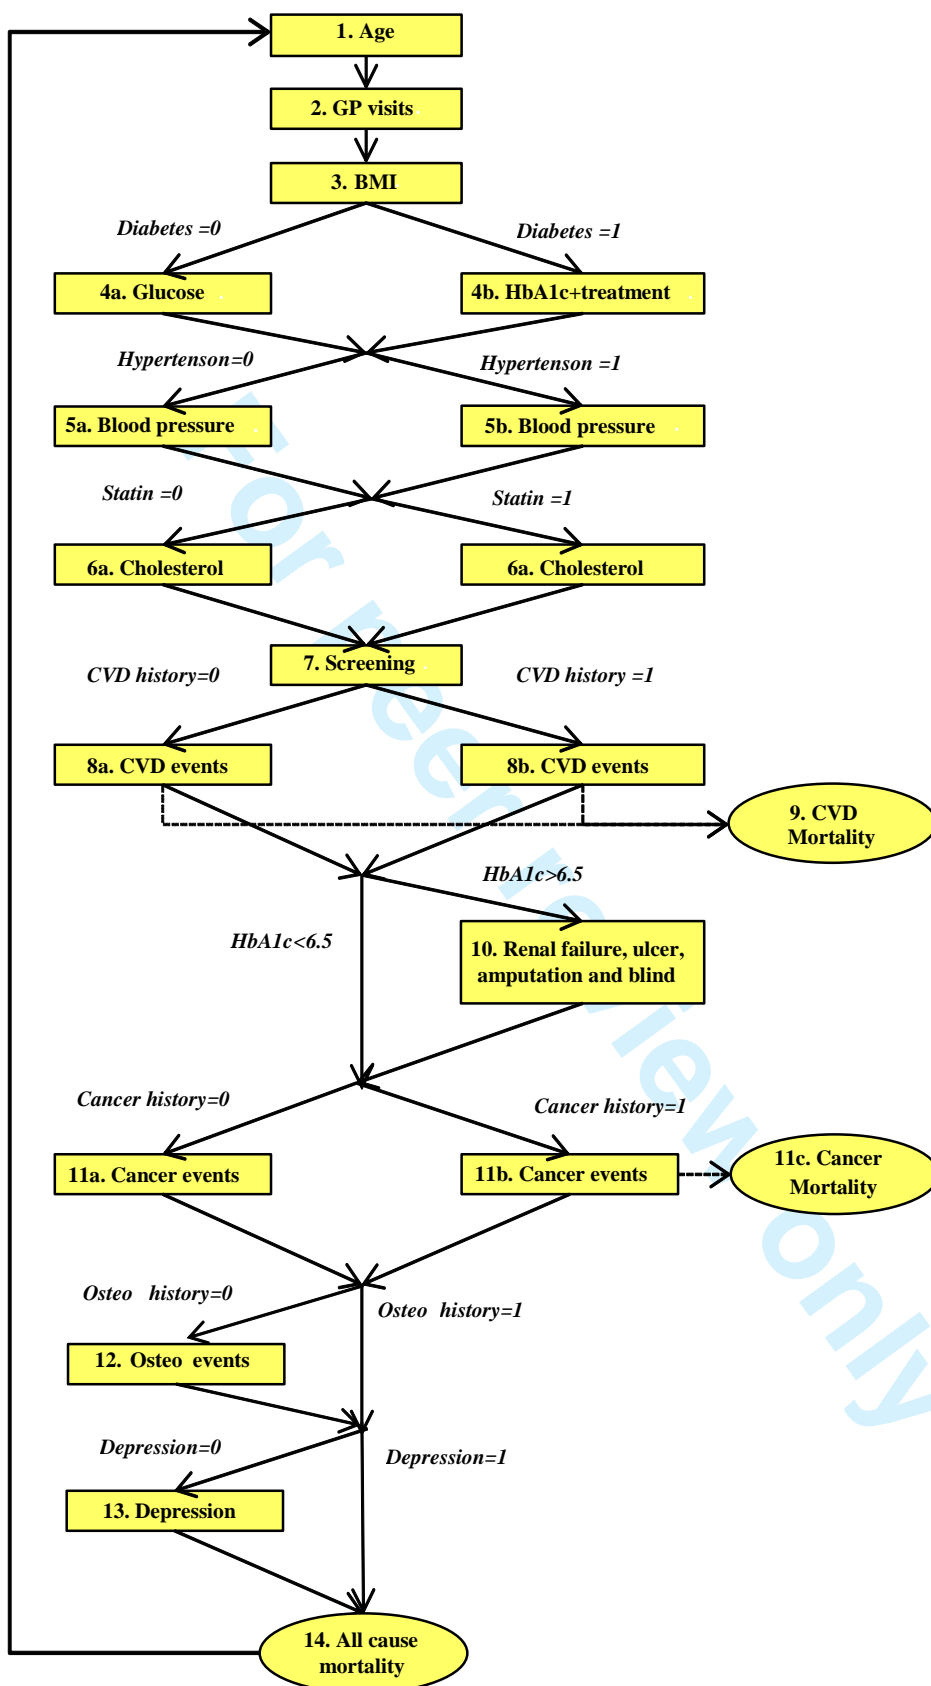 1. Age
2. GP visits
3. BMI
Diabetes =0
Diabetes =1
4a. Glucose
4b. HbA1c+treatment
Hypertenson=0
Hypertenson =1
5a. Blood pressure
5b. Blood pressure
Statin =0
Statin =1
6a. Cholesterol
6a. Cholesterol
7. Screening
CVD history=0
CVD history =1
8a. CVD events
8b. CVD events
9. CVD
Mortality
HbA1c>6.5
HbA1c<6.5
10. Renal failure, ulcer,
amputation and blind
Cancer history=0
Cancer history=1
11a. Cancer events
11b. Cancer events
11c. Cancer
Mortality
Osteo history=0
Osteo history=1
12. Osteo events
Depression=0
Depression=1
13. Depression
14. All cause
mortality
For peer review only